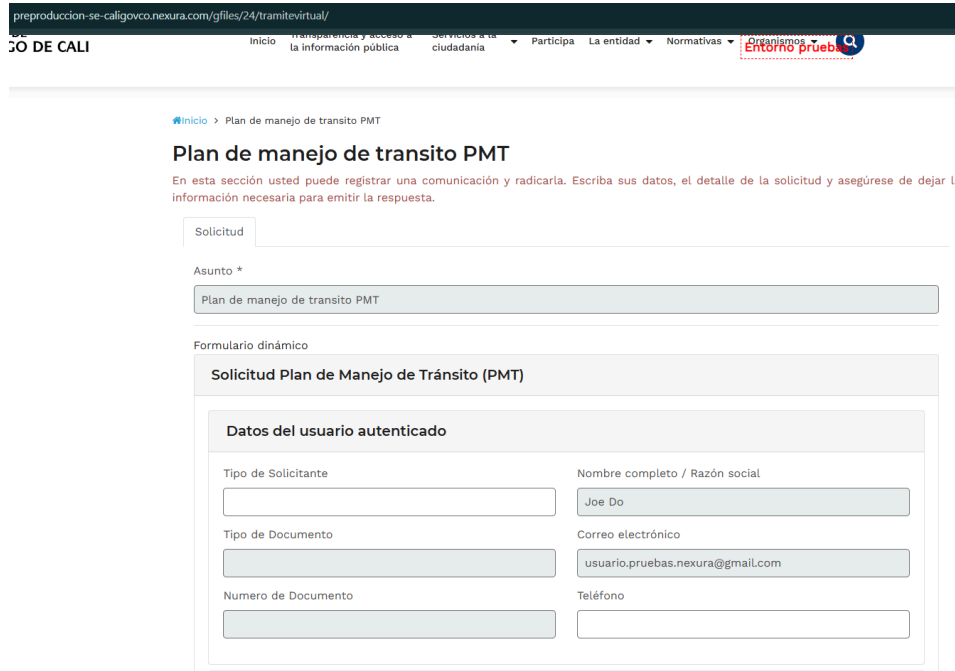 preproduccion-se-caligovco.nexura.com/gfiles/24/tramitevirtual/
DE
GO DE CALI
Inicio
Transparencia y acceso a
la información pública
Servicios a la
ciudadanía
Participa
La entidad
Normativas
Organismos
Entorno pruebas
Inicio > Plan de manejo de transito PMT
Plan de manejo de transito PMT
En esta sección usted puede registrar una comunicación y radicarla. Escriba sus datos, el detalle de la solicitud y asegúrese de dejar l
información necesaria para emitir la respuesta.
Solicitud
Asunto *
Plan de manejo de transito PMT
Formulario dinámico
Solicitud Plan de Manejo de Tránsito (PMT)
Datos del usuario autenticado
Tipo de Solicitante
Nombre completo / Razón social
Joe Do
Tipo de Documento
Correo electrónico
usuario.pruebas.nexura@gmail.com
Numero de Documento
Teléfono